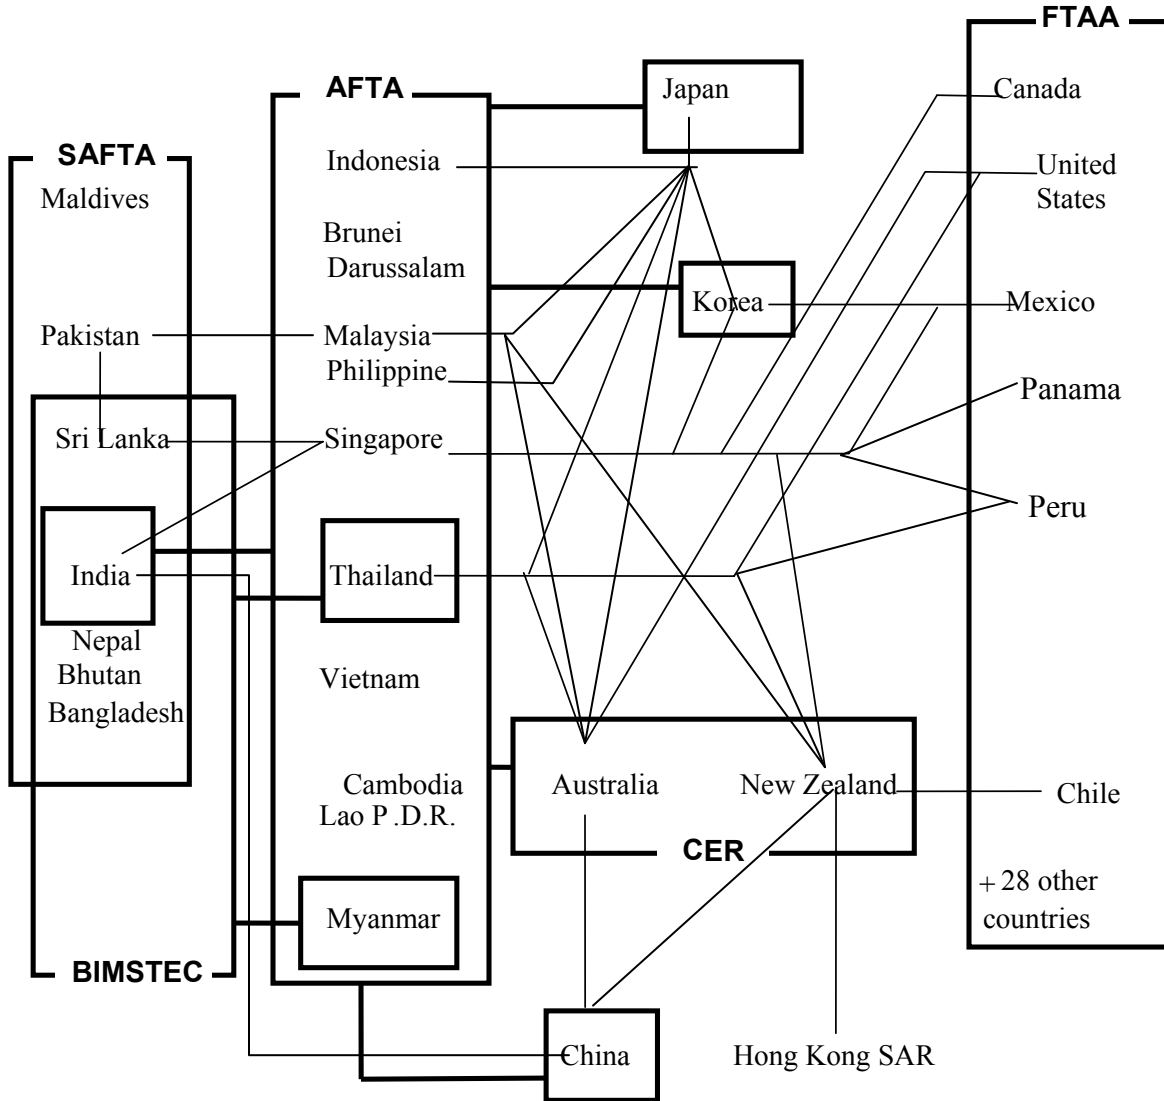 FTAA
AFTA
Japan
Canada
SAFTA
Indonesia
United
States
Maldives
Brunei
Darussalam
Korea
Mexico
Pakistan
Malaysia
Philippine
Panama
Sri Lanka
Singapore
Peru
India
Thailand
Nepal
Bhutan
Bangladesh
Vietnam
Cambodia
Australia
New Zealand
Chile
Lao P .D.R.
CER
+ 28 other
countries
Myanmar
BIMSTEC
China
Hong Kong SAR